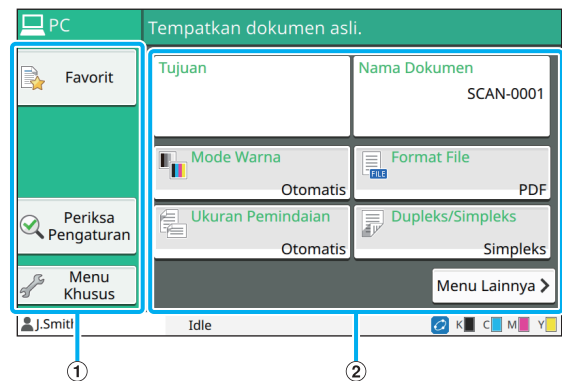 PC
Tempatkan dokumen asli.
Favorit
Periksa
Pengaturan
Menu
Khusus
Tujuan
Nama Dokumen
SCAN-0001
Mode Warna
Otomatis
Format File
FILE
PDF
Ukuran Pemindaian
Otomatis
Dupleks/Simpleks
Simpleks
Menu Lainnya
J.Smith
Idle
K C M Y
1
2